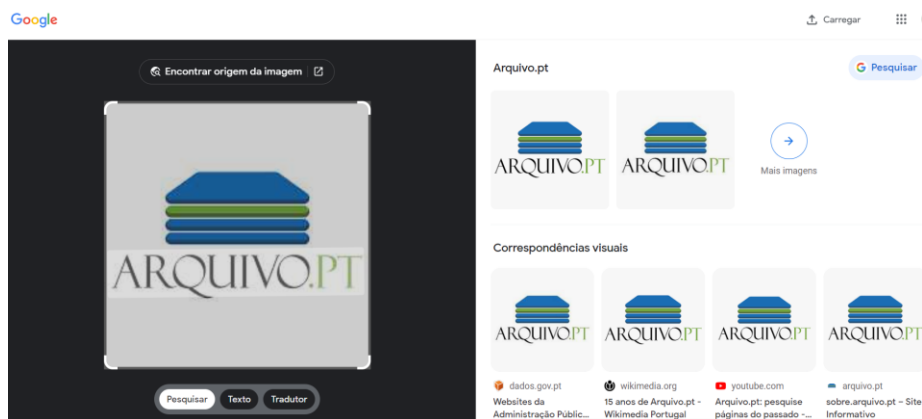 Google
Carregar
Encontrar origem da imagem
ARQUIVO.PT
Pesquisar
Texto
Tradutor
Arquivo.pt
Pesquisar
ARQUIVO.PT
ARQUIVO.PT
Mais imagens
Correspondências visuais
ARQUIVO.PT
ARQUIVO.PT
ARQUIVO.PT
ARQUIVO.PT
dados.gov.pt
Websites da
Administração Públic...
wikimedia.org
15 anos de Arquivo.pt -
Wikimedia Portugal
youtube.com
Arquivo.pt: pesquise
páginas do passado -...
arquivo.pt
sobre.arquivo.pt – Site
Informativo